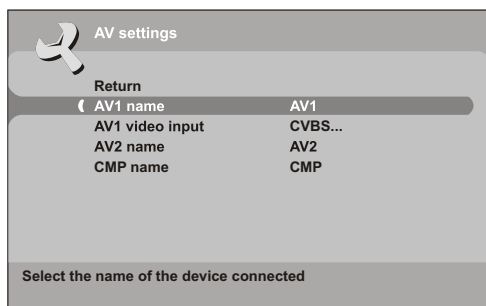 AV settings
Return
AV1 name AV1
AV1 video input CVBS...
AV2 name AV2
CMP name CMP
Select the name of the device connected